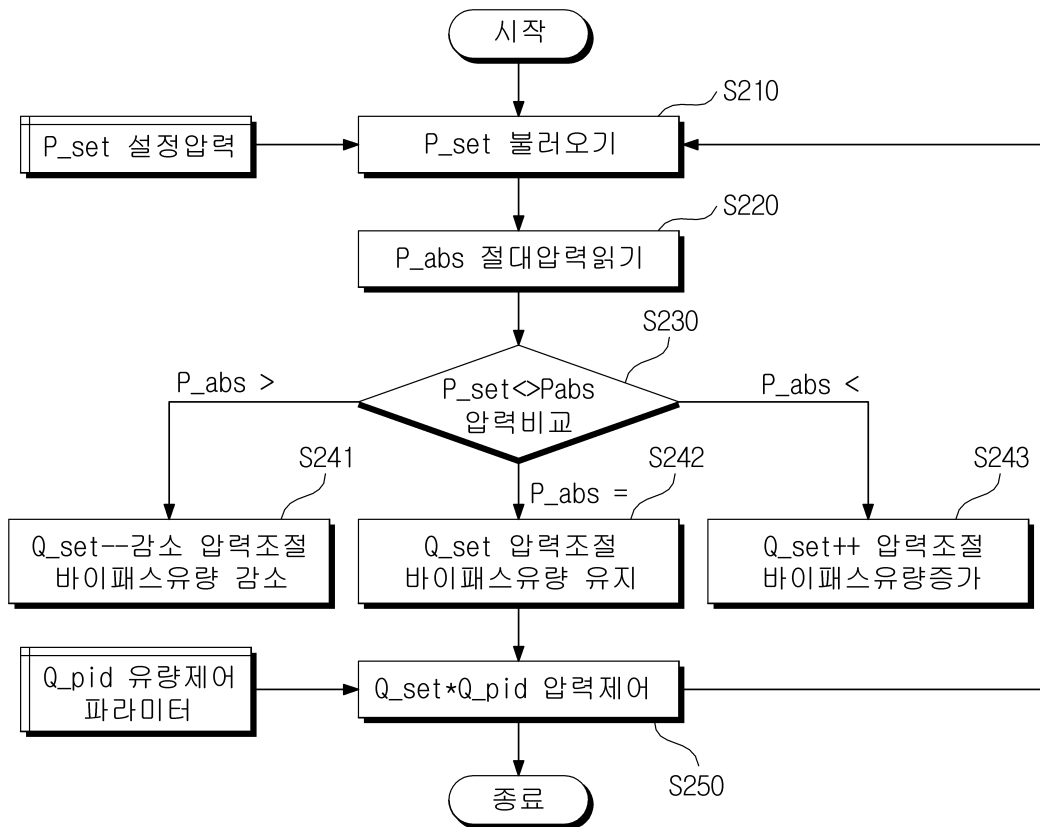 시작
S210
P_set 설정압력
P_set 불러오기
S220
P_abs 절대압력읽기
S230
P_abs >
P_set<>Pabs
압력비교
P_abs <
S241
S242
S243
P_abs =
Q_set--감소 압력조절
바이패스유량 감소
Q_set 압력조절
바이패스유량 유지
Q_set++ 압력조절
바이패스유량증가
Q_pid 유량제어
파라미터
Q_set*Q_pid 압력제어
S250
종료